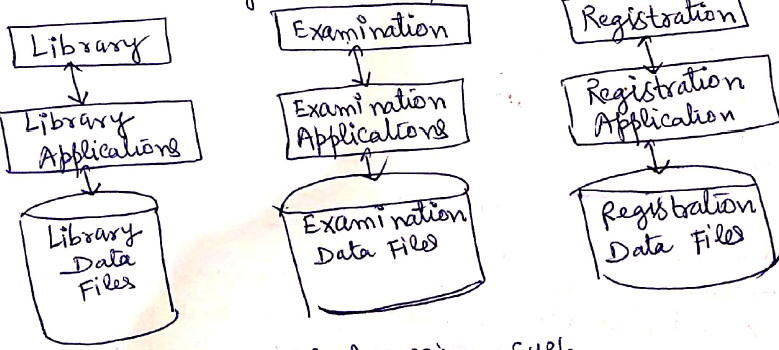 Library
Library
Applications
Library
Data
Files
Examination
Examination
Applications
Examination
Data Files
Registration
Registration
Application
Registration
Data Files